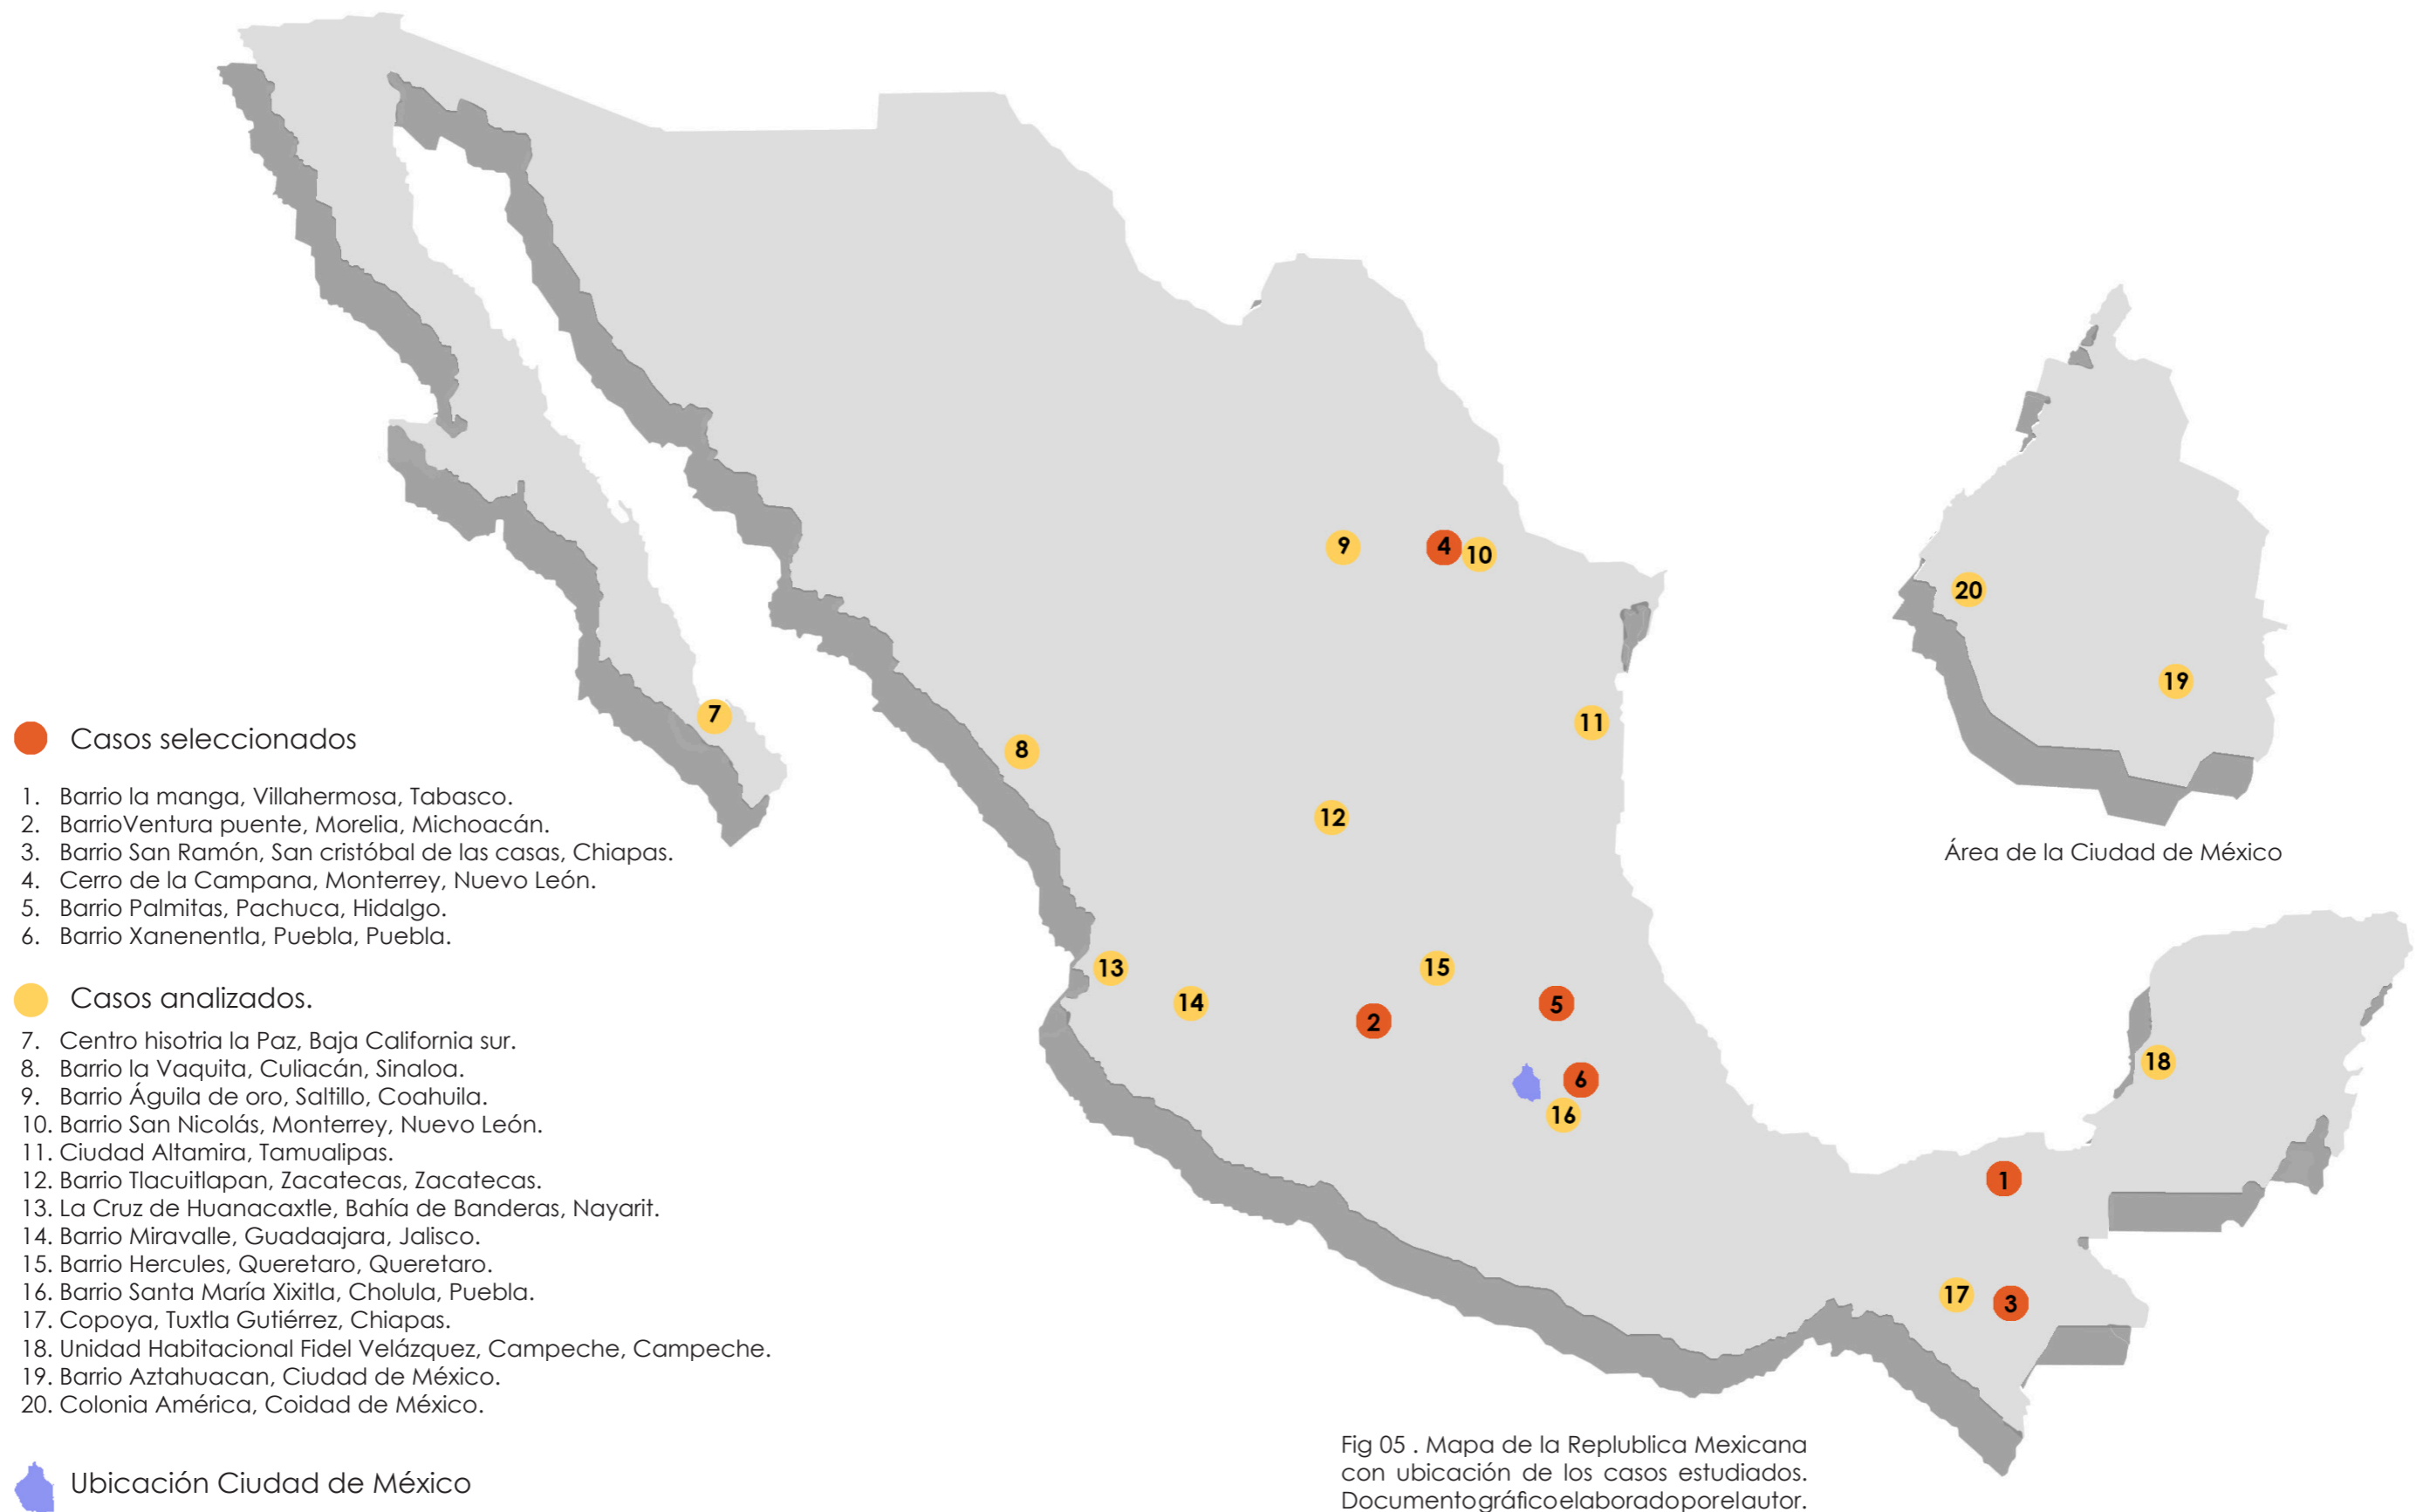 Casos seleccionados
1. Barrio la manga, Villahermosa, Tabasco.
2. BarrioVentura puente, Morelia, Michoacán.
3. Barrio San Ramón, San cristóbal de las casas, Chiapas.
4. Cerro de la Campana, Monterrey, Nuevo León.
5. Barrio Palmitas, Pachuca, Hidalgo.
6. Barrio Xanenentla, Puebla, Puebla.
Casos analizados.
7. Centro hisotria la Paz, Baja California sur.
8. Barrio la Vaquita, Culiacán, Sinaloa.
9. Barrio Águila de oro, Saltillo, Coahuila.
10. Barrio San Nicolás, Monterrey, Nuevo León.
11. Ciudad Altamira, Tamualipas.
12. Barrio Tlacuitlapan, Zacatecas, Zacatecas.
13. La Cruz de Huanacaxtle, Bahía de Banderas, Nayarit.
14. Barrio Miravalle, Guadaajara, Jalisco.
15. Barrio Hercules, Queretaro, Queretaro.
16. Barrio Santa María Xixitla, Cholula, Puebla.
17. Copoya, Tuxtla Gutiérrez, Chiapas.
18. Unidad Habitacional Fidel Velázquez, Campeche, Campeche.
19. Barrio Aztahuacan, Ciudad de México.
20. Colonia América, Coidad de México.
Ubicación Ciudad de México
9
4
10
7
8
11
12
13
14
15
2
5
6
16
1
17
3
18
20
19
Área de la Ciudad de México
Fig 05 . Mapa de la Replublica Mexicana
con ubicación de los casos estudiados.
Documentográficoelaboradoporelautor.